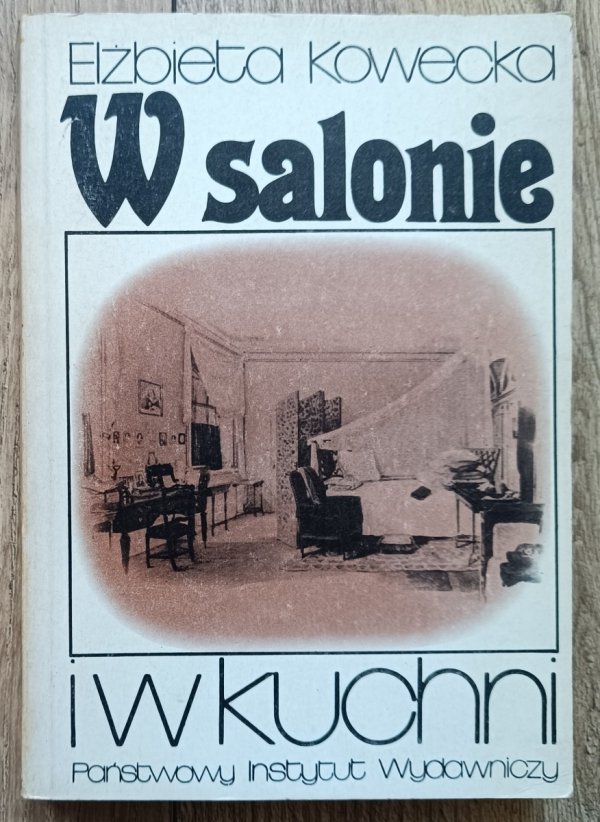 Elżbieta Kowecka
W salonie
i w kuchni
Państwowy Instytut Wydawniczy